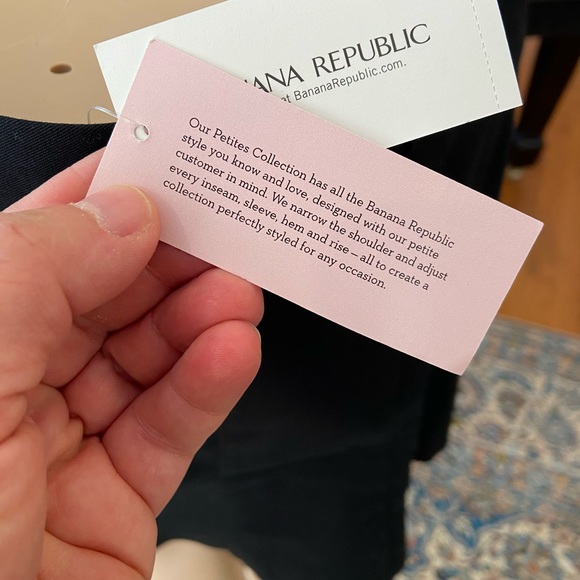 ANA REPUBLIC
at BananaRepublic.com.
Our Petites Collection has all the Banana Republic
style you know and love, designed with our petite
customer in mind. We narrow the shoulder and adjust
every inseam, sleeve, hem and rise – all to create a
collection perfectly styled for any occasion.